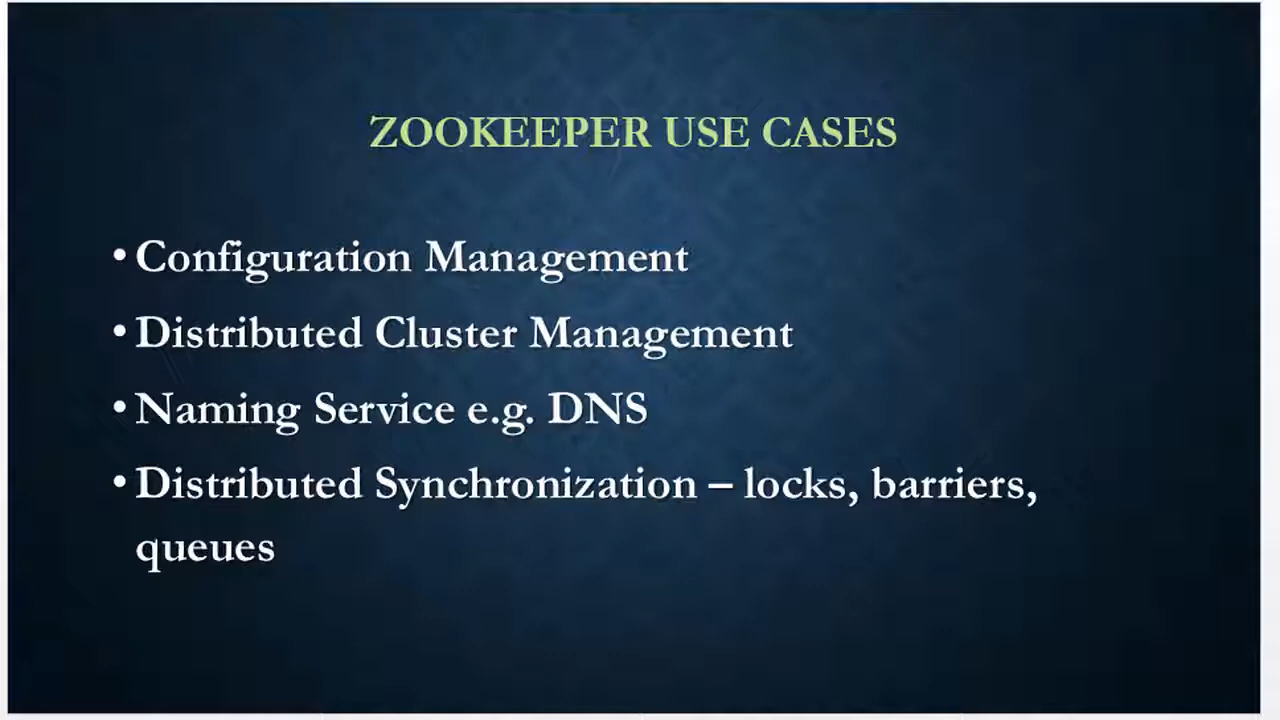 ZOOKEEPER USE CASES
• Configuration Management
• Distributed Cluster Management
• Naming Service e.g. DNS
• Distributed Synchronization – locks, barriers,
queues